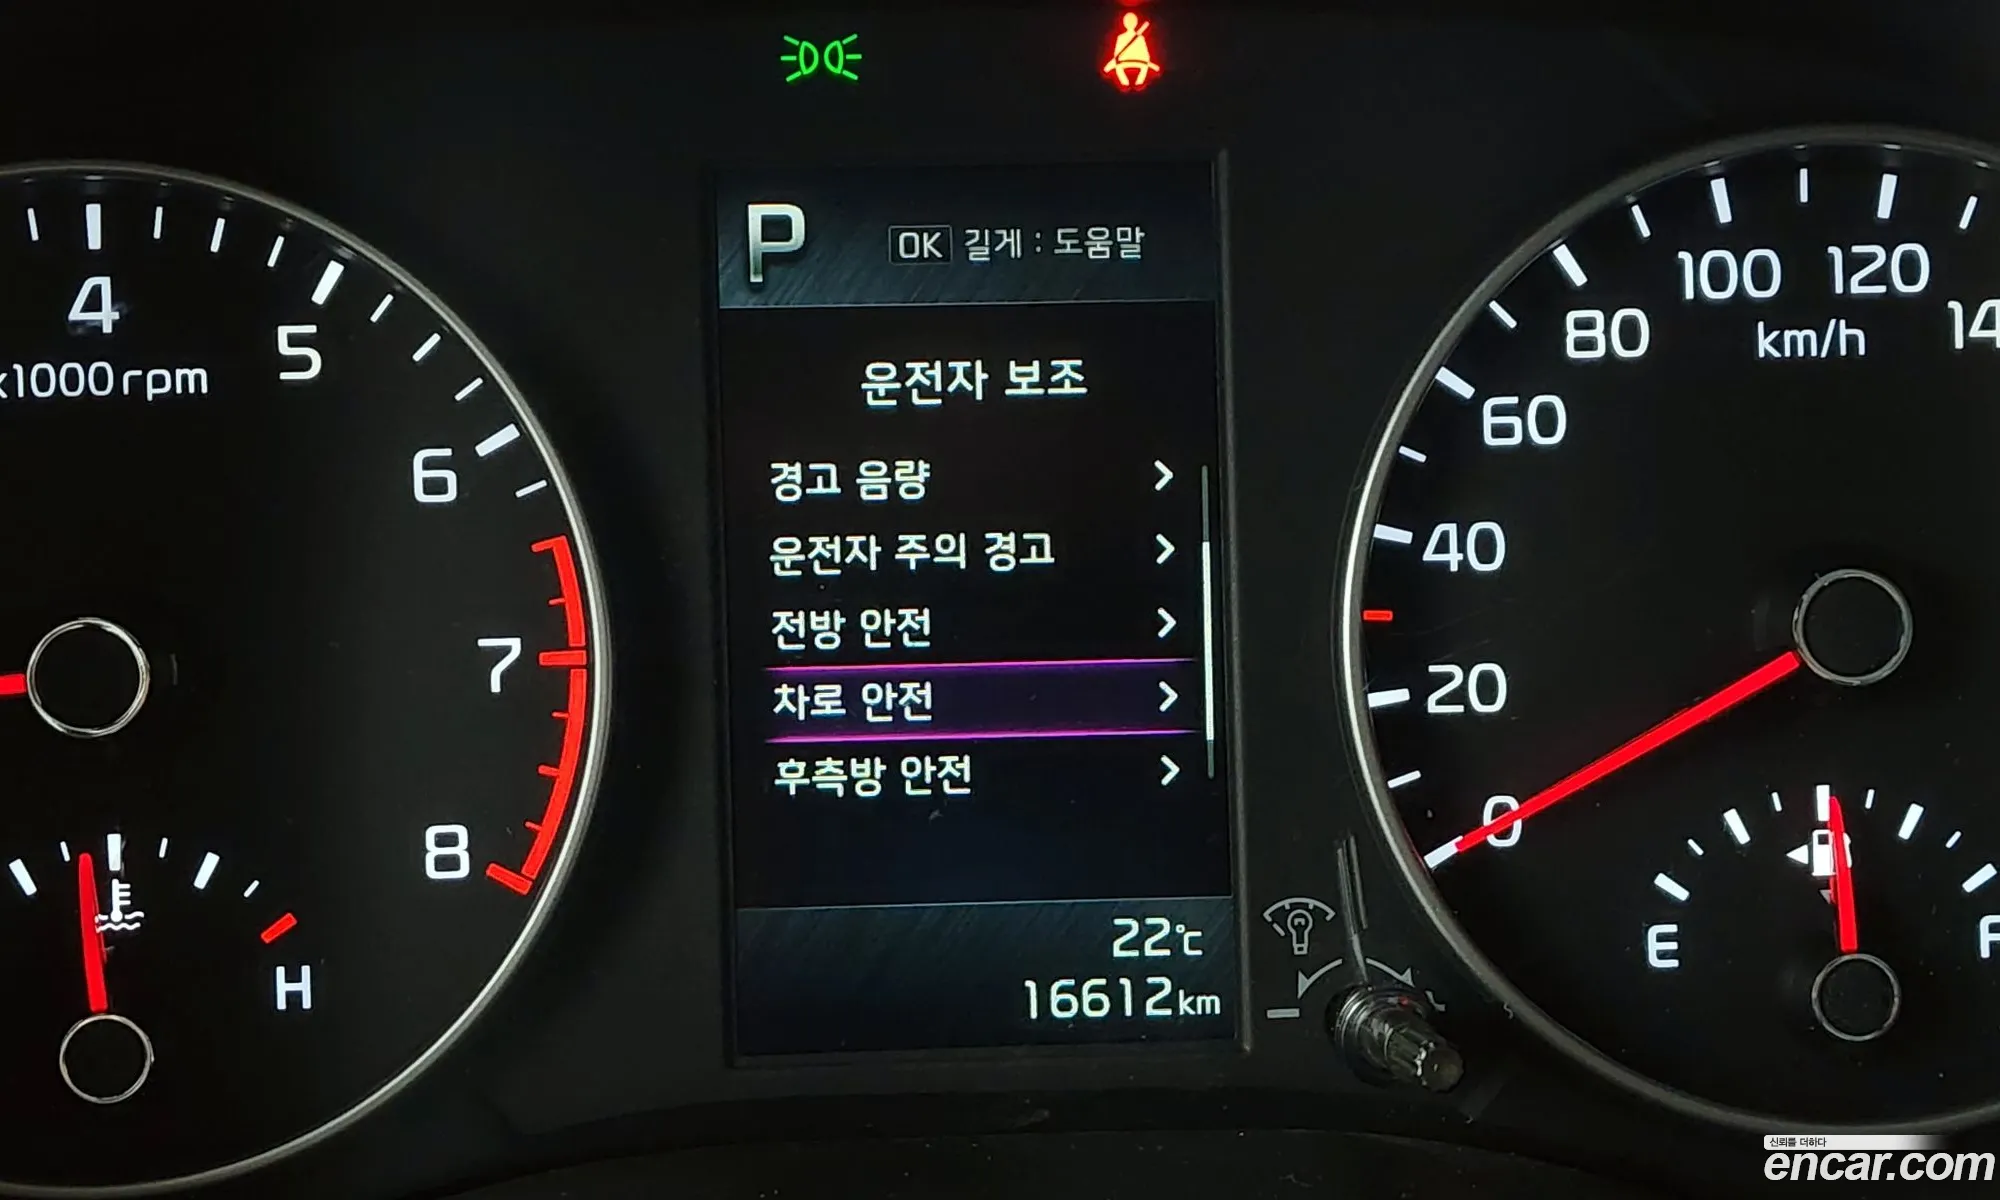 P
OK 길게 : 도움말
운전자 보조
경고 음량
운전자 주의 경고
전방 안전
차로 안전
후측방 안전
22℃
16612km
4
5
6
7
8
x1000rpm
H
0
20
40
60
80
100
120
km/h
E
신뢰를 더하다
encar.com